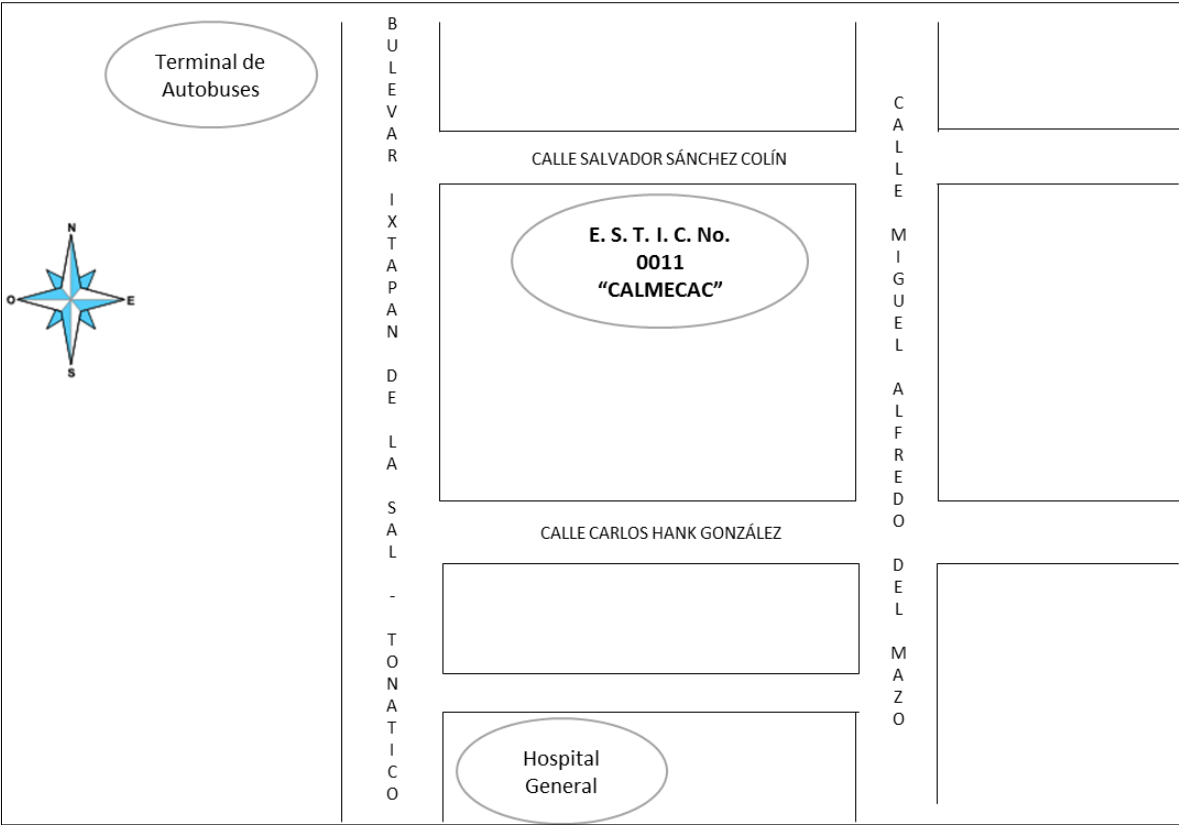 Terminal de
Autobuses
BULEVAR IXTAPAN DE LA SAL - TONATICO
CALLE SALVADOR SÁNCHEZ COLÍN
CALLE MIGUEL ALFREDO DEL MAZO
E. S. T. I. C. No.
0011
“CALMECAC”
N
O
E
S
CALLE CARLOS HANK GONZÁLEZ
Hospital
General